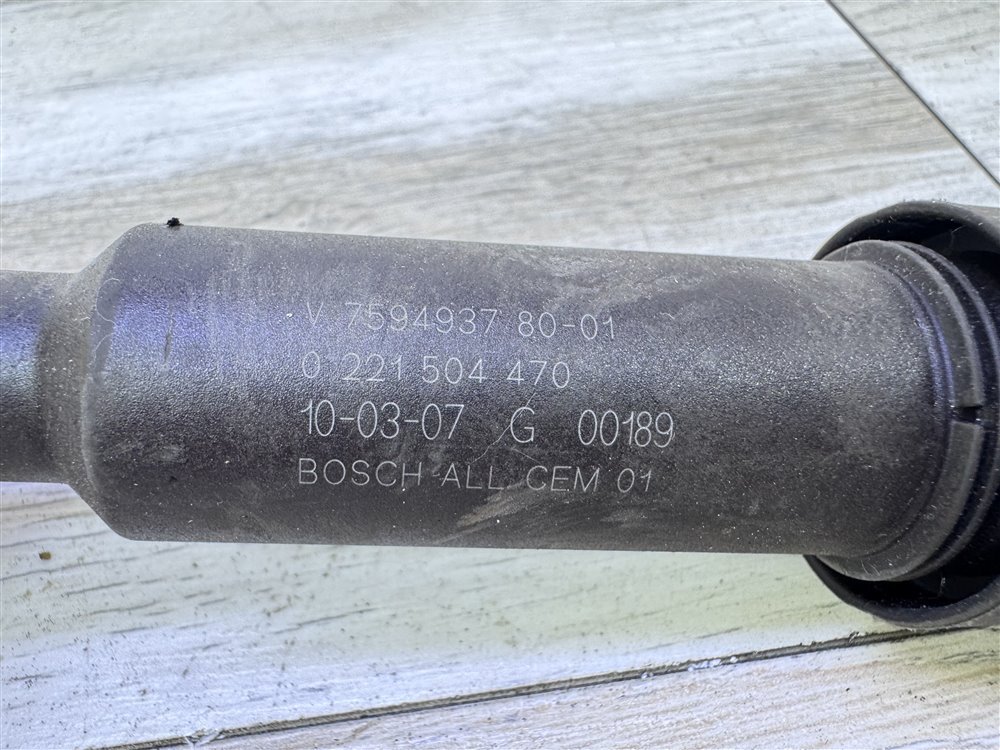 V 7594937 80-01
0 221 504 470
10-03-07 G 00189
BOSCH ALL CEM 01